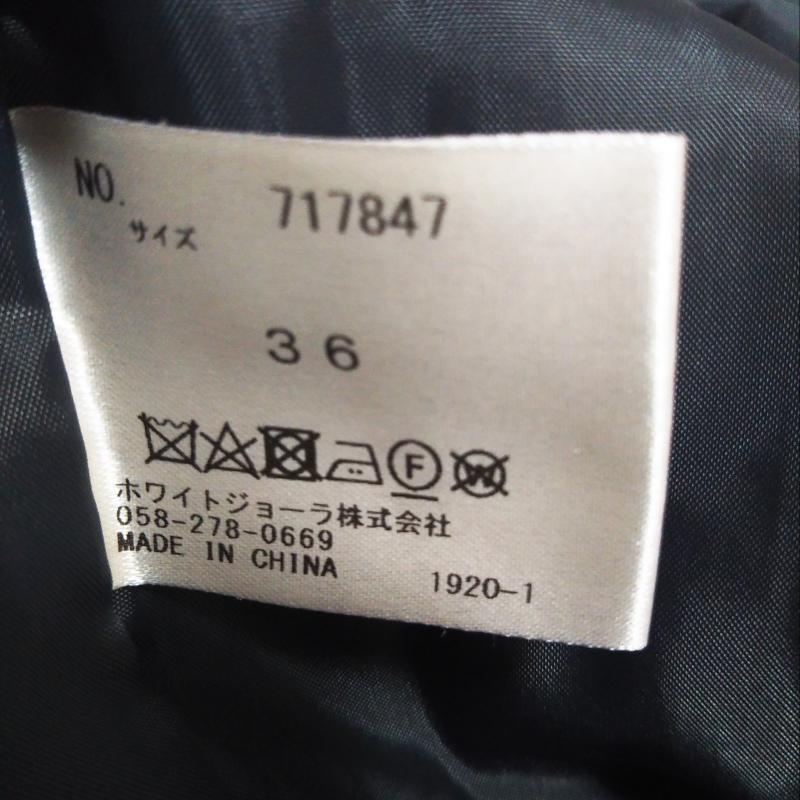 NO. 717847
サイズ
36
F W
ホワイトジョーラ株式会社
058-278-0669
MADE IN CHINA 1920-1